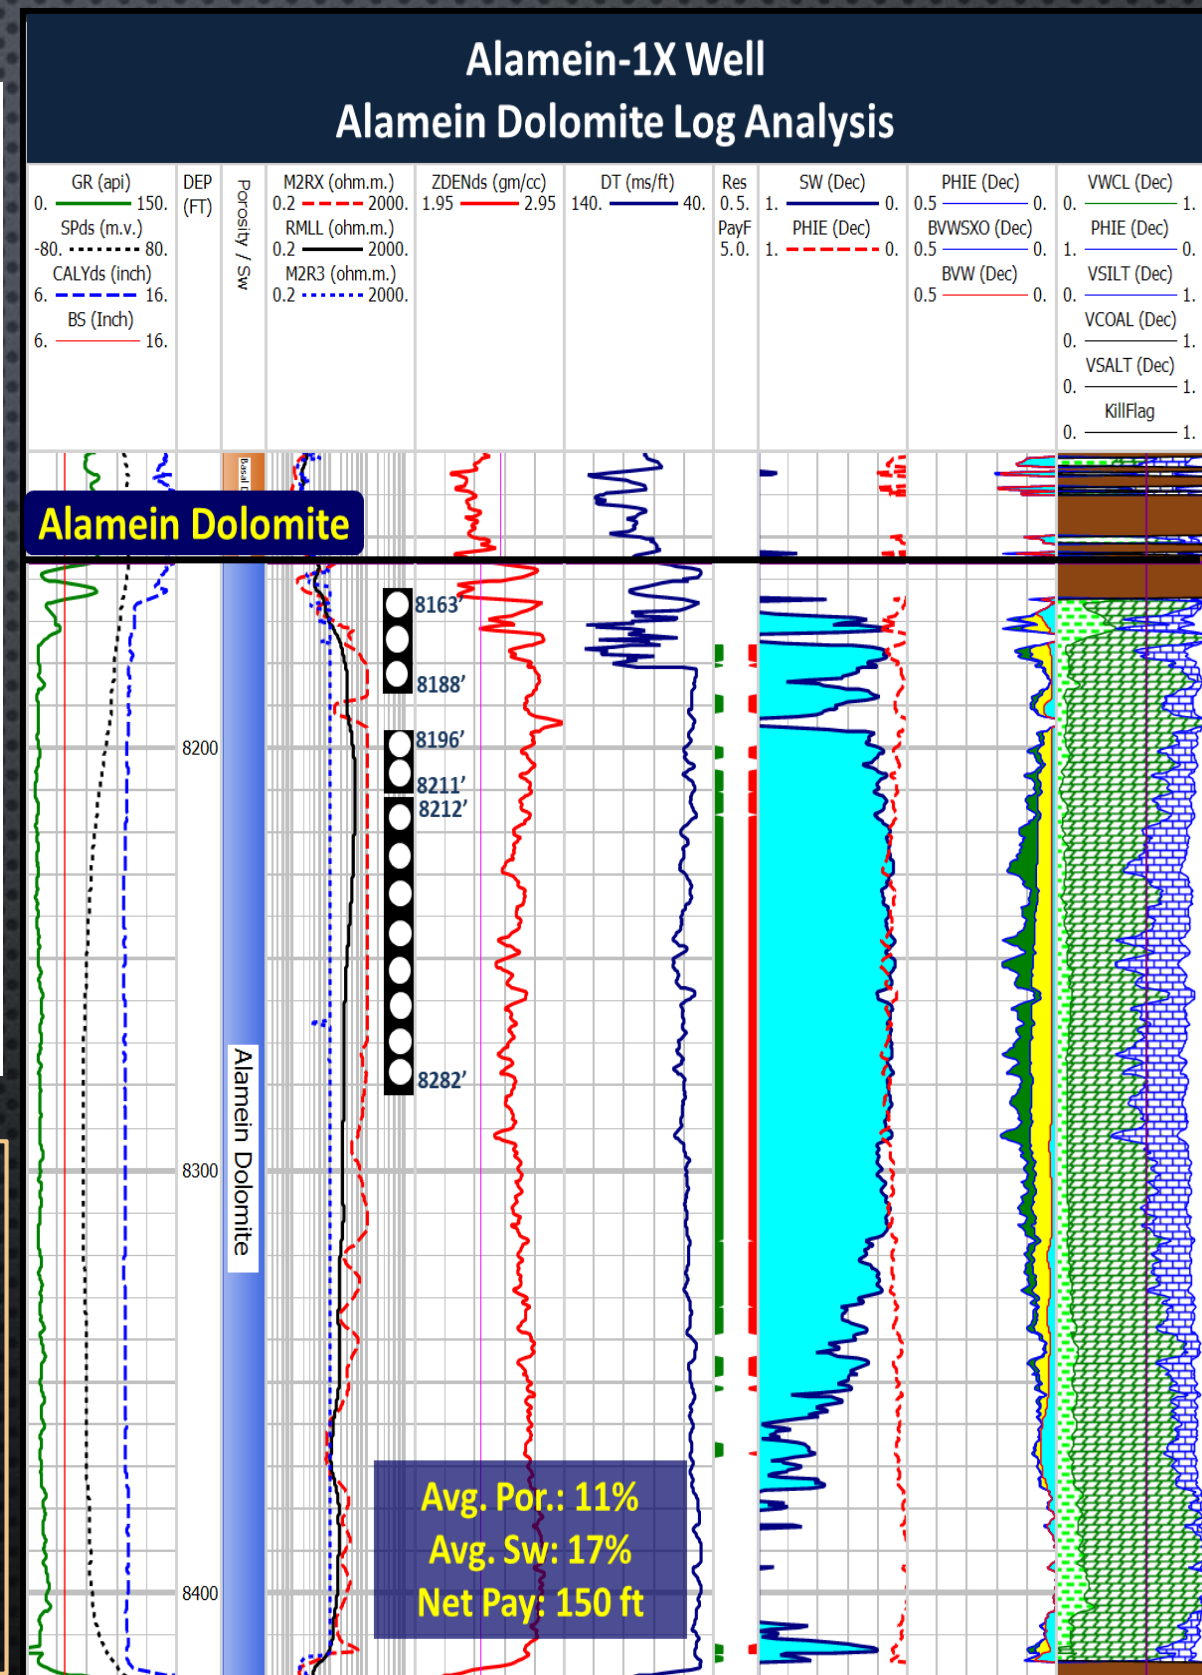 Alamein-1X Well
Alamein Dolomite Log Analysis
GR (api)
0. 150.
SPds (m.v.)
-80. 80.
CALYds (inch)
6. 16.
BS (Inch)
6. 16.
DEP
(FT)
Porosity / Sw
M2RX (ohm.m.)
0.2 2000.
RMLL (ohm.m.)
0.2 2000.
M2R3 (ohm.m.)
0.2 2000.
ZDENds (gm/cc)
1.95 2.95
DT (ms/ft)
140. 40.
Res
0.5.
PayF
5.0.
SW (Dec)
1. 0.
PHIE (Dec)
1. 0.
PHIE (Dec)
0.5 0.
BVWSXO (Dec)
0.5 0.
BVW (Dec)
0.5 0.
VWCL (Dec)
0. 1.
PHIE (Dec)
1. 0.
VSILT (Dec)
0. 1.
VCOAL (Dec)
0. 1.
VSALT (Dec)
0. 1.
KillFlag
0. 1.
Basal
Alamein Dolomite
8163'
8188'
8196'
8200
8211'
8212'
8282'
Alamein Dolomite
8300
Avg. Por.: 11%
Avg. Sw: 17%
Net Pay: 150 ft
8400